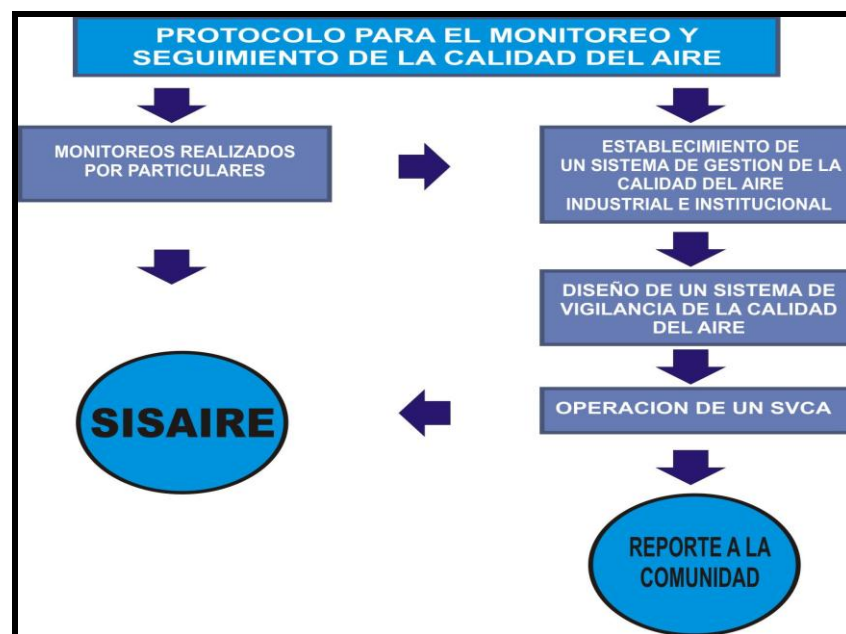 PROTOCOLO PARA EL MONITOREO Y
SEGUIMIENTO DE LA CALIDAD DEL AIRE
MONITOREOS REALIZADOS
POR PARTICULARES
ESTABLECIMIENTO DE
UN SISTEMA DE GESTION DE LA
CALIDAD DEL AIRE
INDUSTRIAL E INSTITUCIONAL
DISEÑO DE UN SISTEMA DE
VIGILANCIA DE LA CALIDAD
DEL AIRE
OPERACION DE UN SVCA
SISAIRE
REPORTE A LA
COMUNIDAD